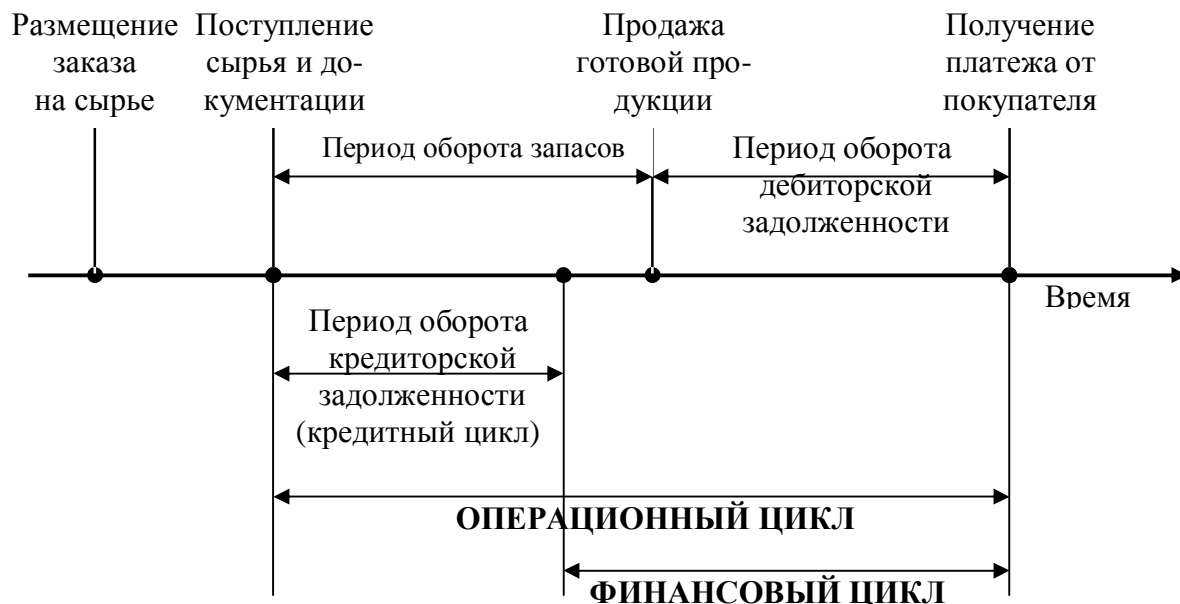 Размещение
заказа
на сырье
Поступление
сырья и до-
кументации
Продажа
готовой про-
дукции
Получение
платежа от
покупателя
Период оборота запасов
Период оборота
дебиторской
задолженности
Время
Период оборота
кредиторской
задолженности
(кредитный цикл)
ОПЕРАЦИОННЫЙ ЦИКЛ
ФИНАНСОВЫЙ ЦИКЛ